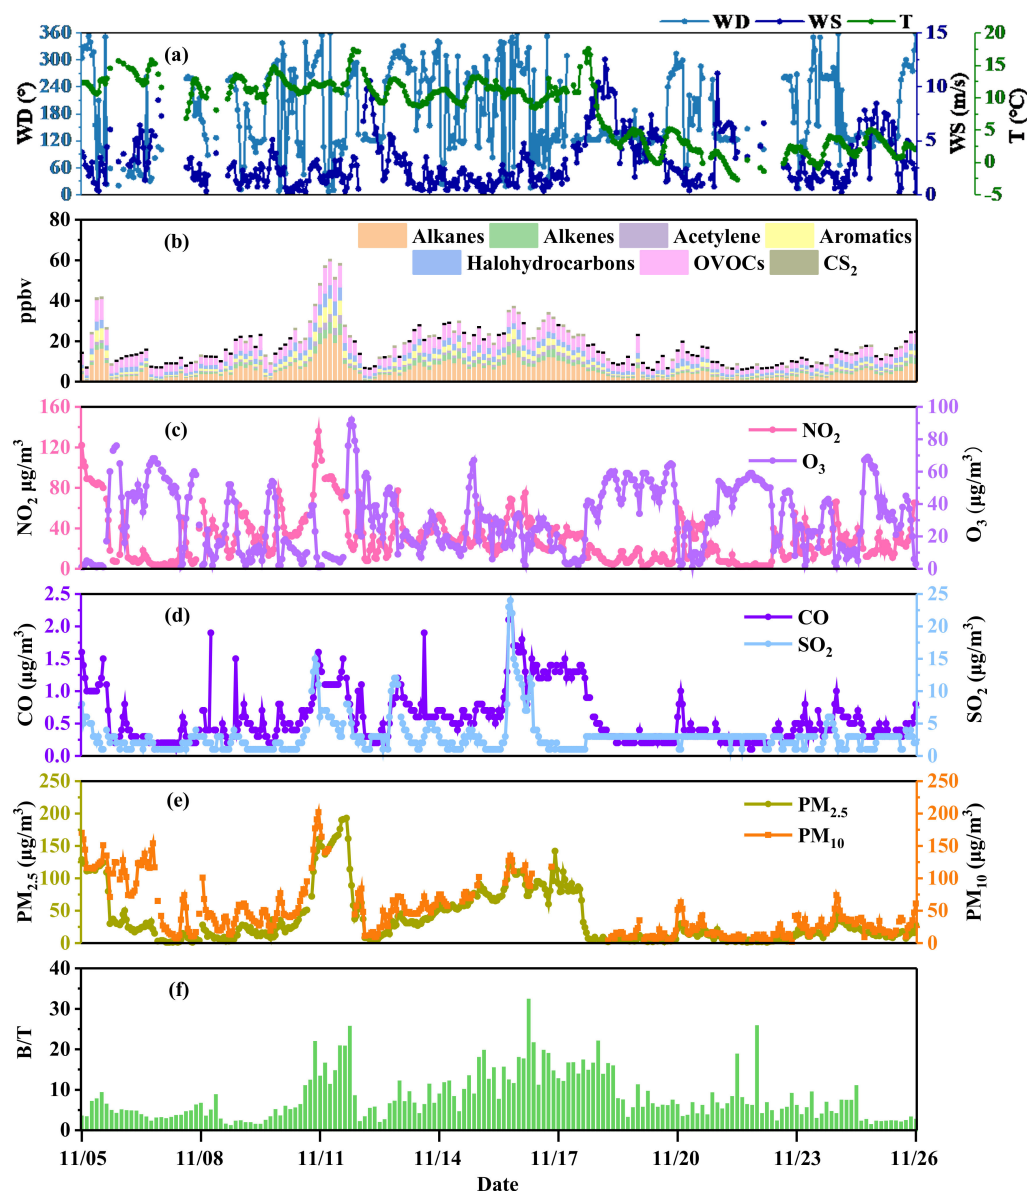 WD WS T
360 15 20
(a)
300 15
240 10 10
180
120 5 5
60 0
0 0 -5
WD (°)
WS (m/s)
T (°C)
80
(b)
Alkanes Alkenes Acetylene Aromatics
Halohydrocarbons OVOCs CS2
60
40
20
0
ppbv
160 100
(c)
NO2
O3
120 80
80 60
40
40 20
0 0
NO2 μg/m3
O3 (μg/m3)
2.5 25
(d)
CO
SO2
2.0 20
1.5 15
1.0 10
0.5 5
0.0 0
CO (μg/m3)
SO2 (μg/m3)
250 250
(e)
PM2.5
PM10
200 200
150 150
100 100
50 50
0 0
PM2.5 (μg/m3)
PM10 (μg/m3)
40
(f)
30
20
10
0
B/T
11/05 11/08 11/11 11/14 11/17 11/20 11/23 11/26
Date